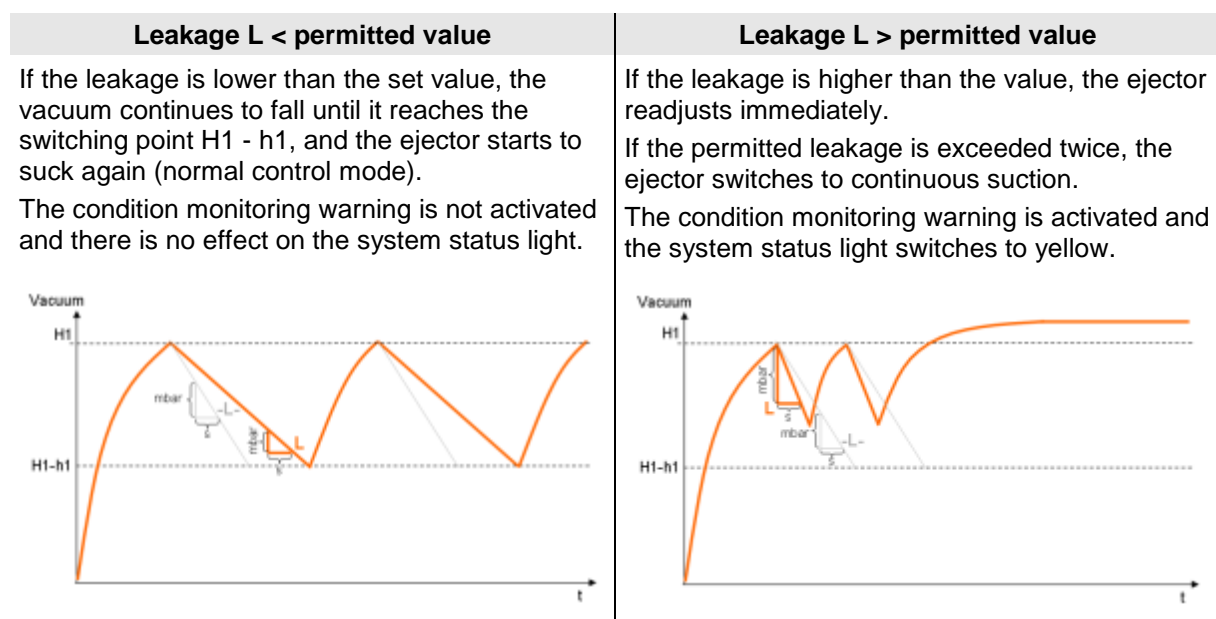 Leakage L < permitted value
If the leakage is lower than the set value, the
vacuum continues to fall until it reaches the
switching point H1 - h1, and the ejector starts to
suck again (normal control mode).
The condition monitoring warning is not activated
and there is no effect on the system status light.
Vacuum
H1
mbar
-L-
s
mbar
L
s
H1-h1
t
Leakage L > permitted value
If the leakage is higher than the value, the ejector
readjusts immediately.
If the permitted leakage is exceeded twice, the
ejector switches to continuous suction.
The condition monitoring warning is activated and
the system status light switches to yellow.
Vacuum
H1
mbar
L
s
mbar
-L-
s
H1-h1
t